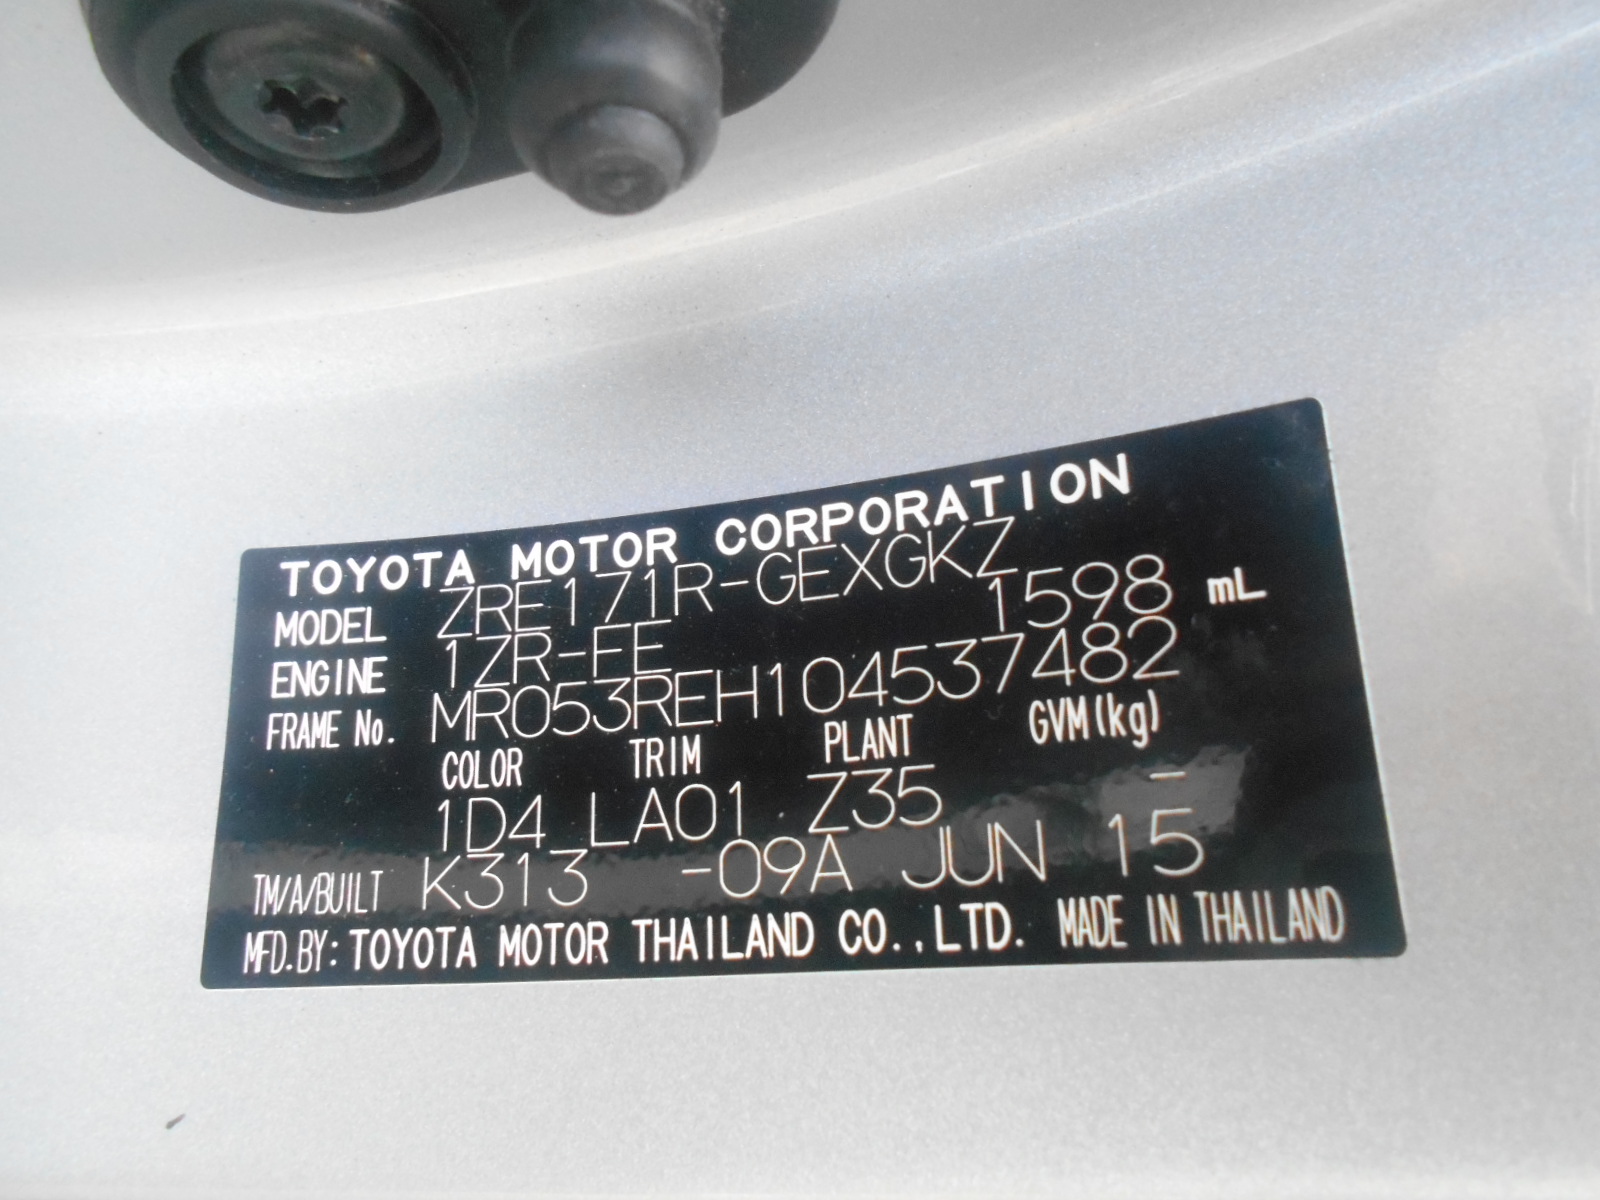 TOYOTA MOTOR CORPORATION
MODEL ZRE171R-GEXGKZ
ENGINE 1ZR-FE 1598 mL
FRAME No. MR053REH104537482
COLOR TRIM PLANT GVM(kg)
1D4 LA01 Z35 -
TM/A/BUILT K313 -09A JUN 15
MFD.BY: TOYOTA MOTOR THAILAND CO.,LTD. MADE IN THAILAND